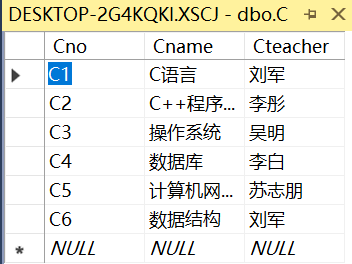 DESKTOP-2G4KQKI.XSCJ - dbo.C
Cno Cname Cteacher
C1 C语言 刘军
C2 C++程序... 李彤
C3 操作系统 吴明
C4 数据库 李白
C5 计算机网... 苏志朋
C6 数据结构 刘军
NULL NULL NULL